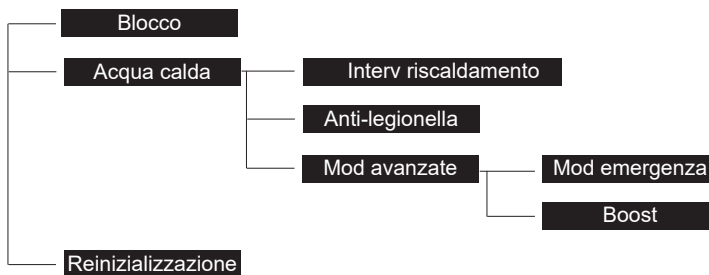 Blocco
Acqua calda
Interv riscaldamento
Anti-legionella
Mod avanzate
Mod emergenza
Boost
Reinizializzazione